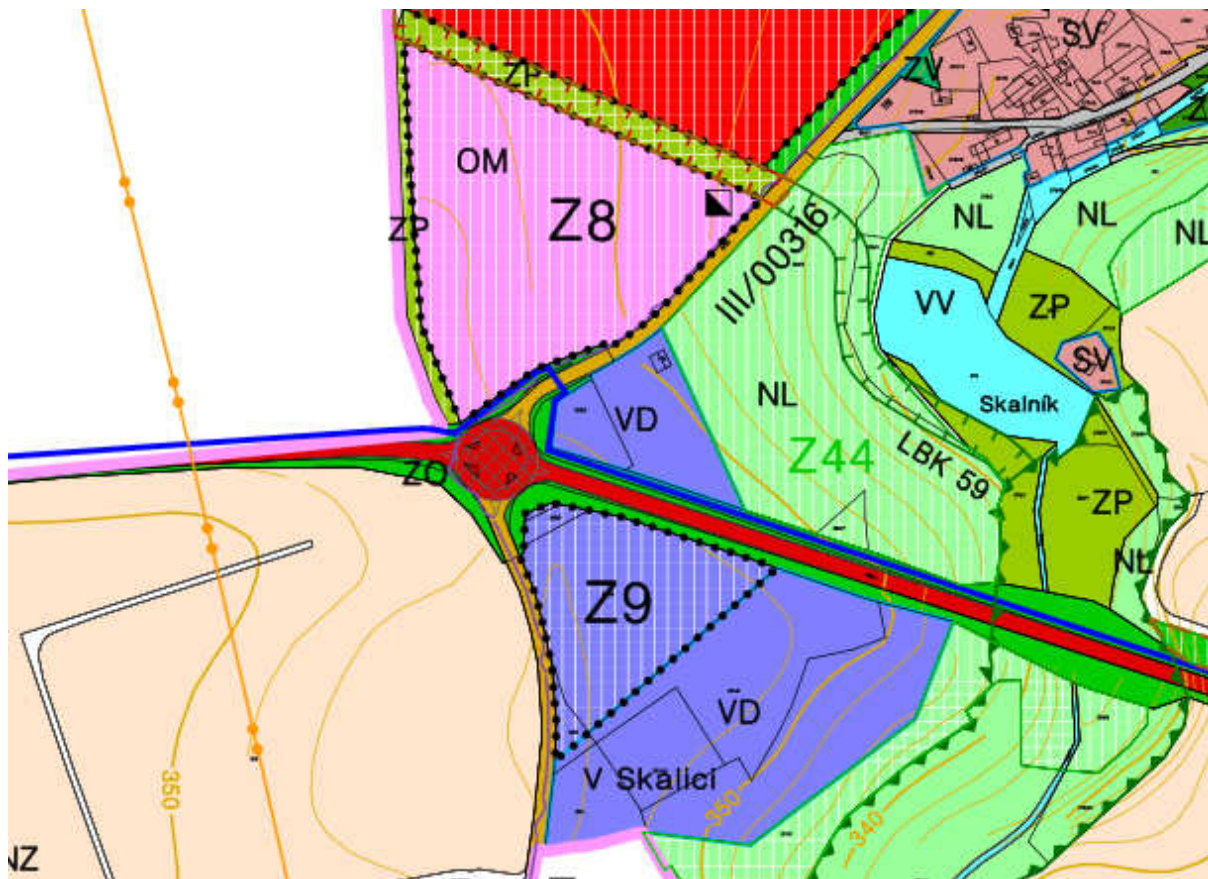 SV
ZV
ZP
OM
Z8
ZP
III/00316
NL
NL
NL
VV
ZP
SV
Skalník
VD
NL
Z44
LBK 59
ZO
ZP
NL
Z9
VD
V Skalici
350
350
340
NZ